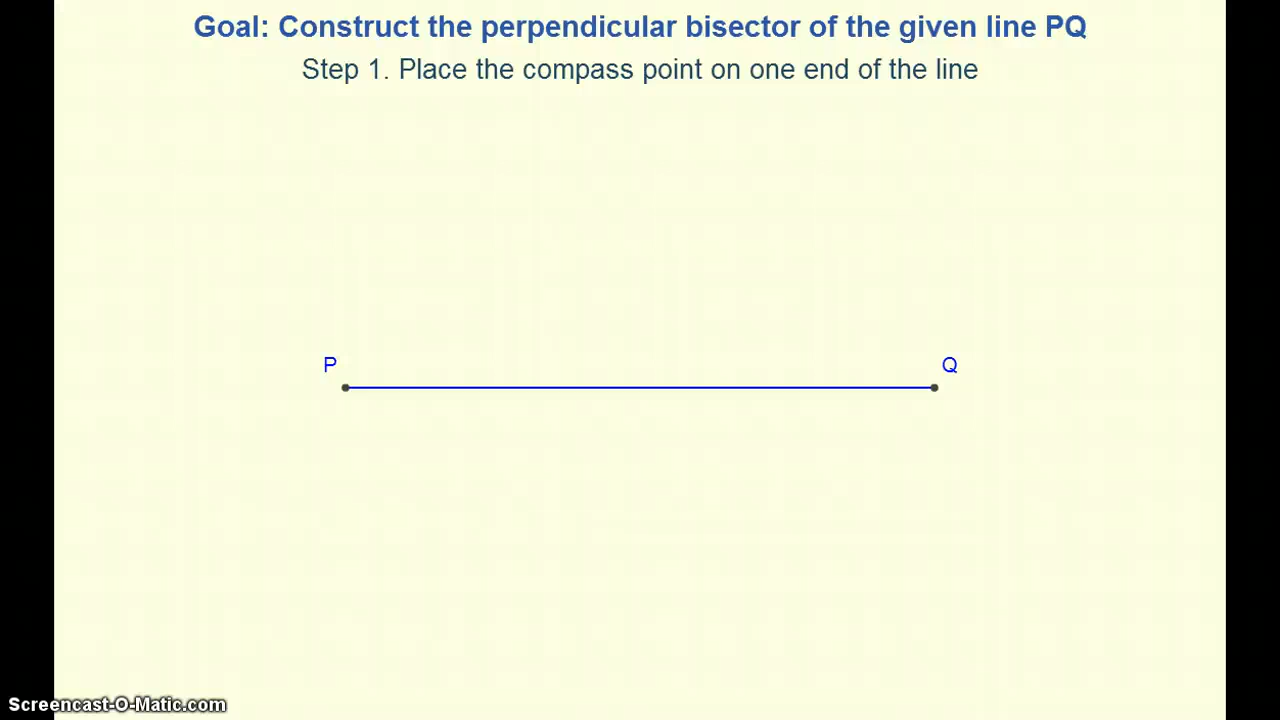 Goal: Construct the perpendicular bisector of the given line PQ
Step 1. Place the compass point on one end of the line
P
Q
Screencast-O-Matic.com